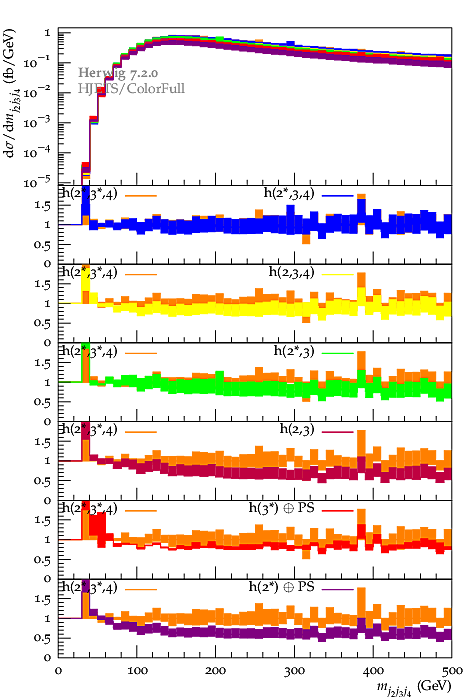 dσ/dm_{j₂j₃j₄} (fb/GeV)
1
10⁻¹
10⁻²
10⁻³
10⁻⁴
10⁻⁵
Herwig 7.2.0
HJETS/ColorFull
h(2*,3*,4) h(2*,3,4)
1.5
1
0.5
0
h(2*,3*,4) h(2,3,4)
1.5
1
0.5
0
h(2*,3*,4) h(2*,3)
1.5
1
0.5
0
h(2*,3*,4) h(2,3)
1.5
1
0.5
0
h(2*,3*,4) h(3*) ⊕ PS
1.5
1
0.5
0
h(2*,3*,4) h(2*) ⊕ PS
1.5
1
0.5
0
0 100 200 300 400 500
m_{j₂j₃j₄} (GeV)